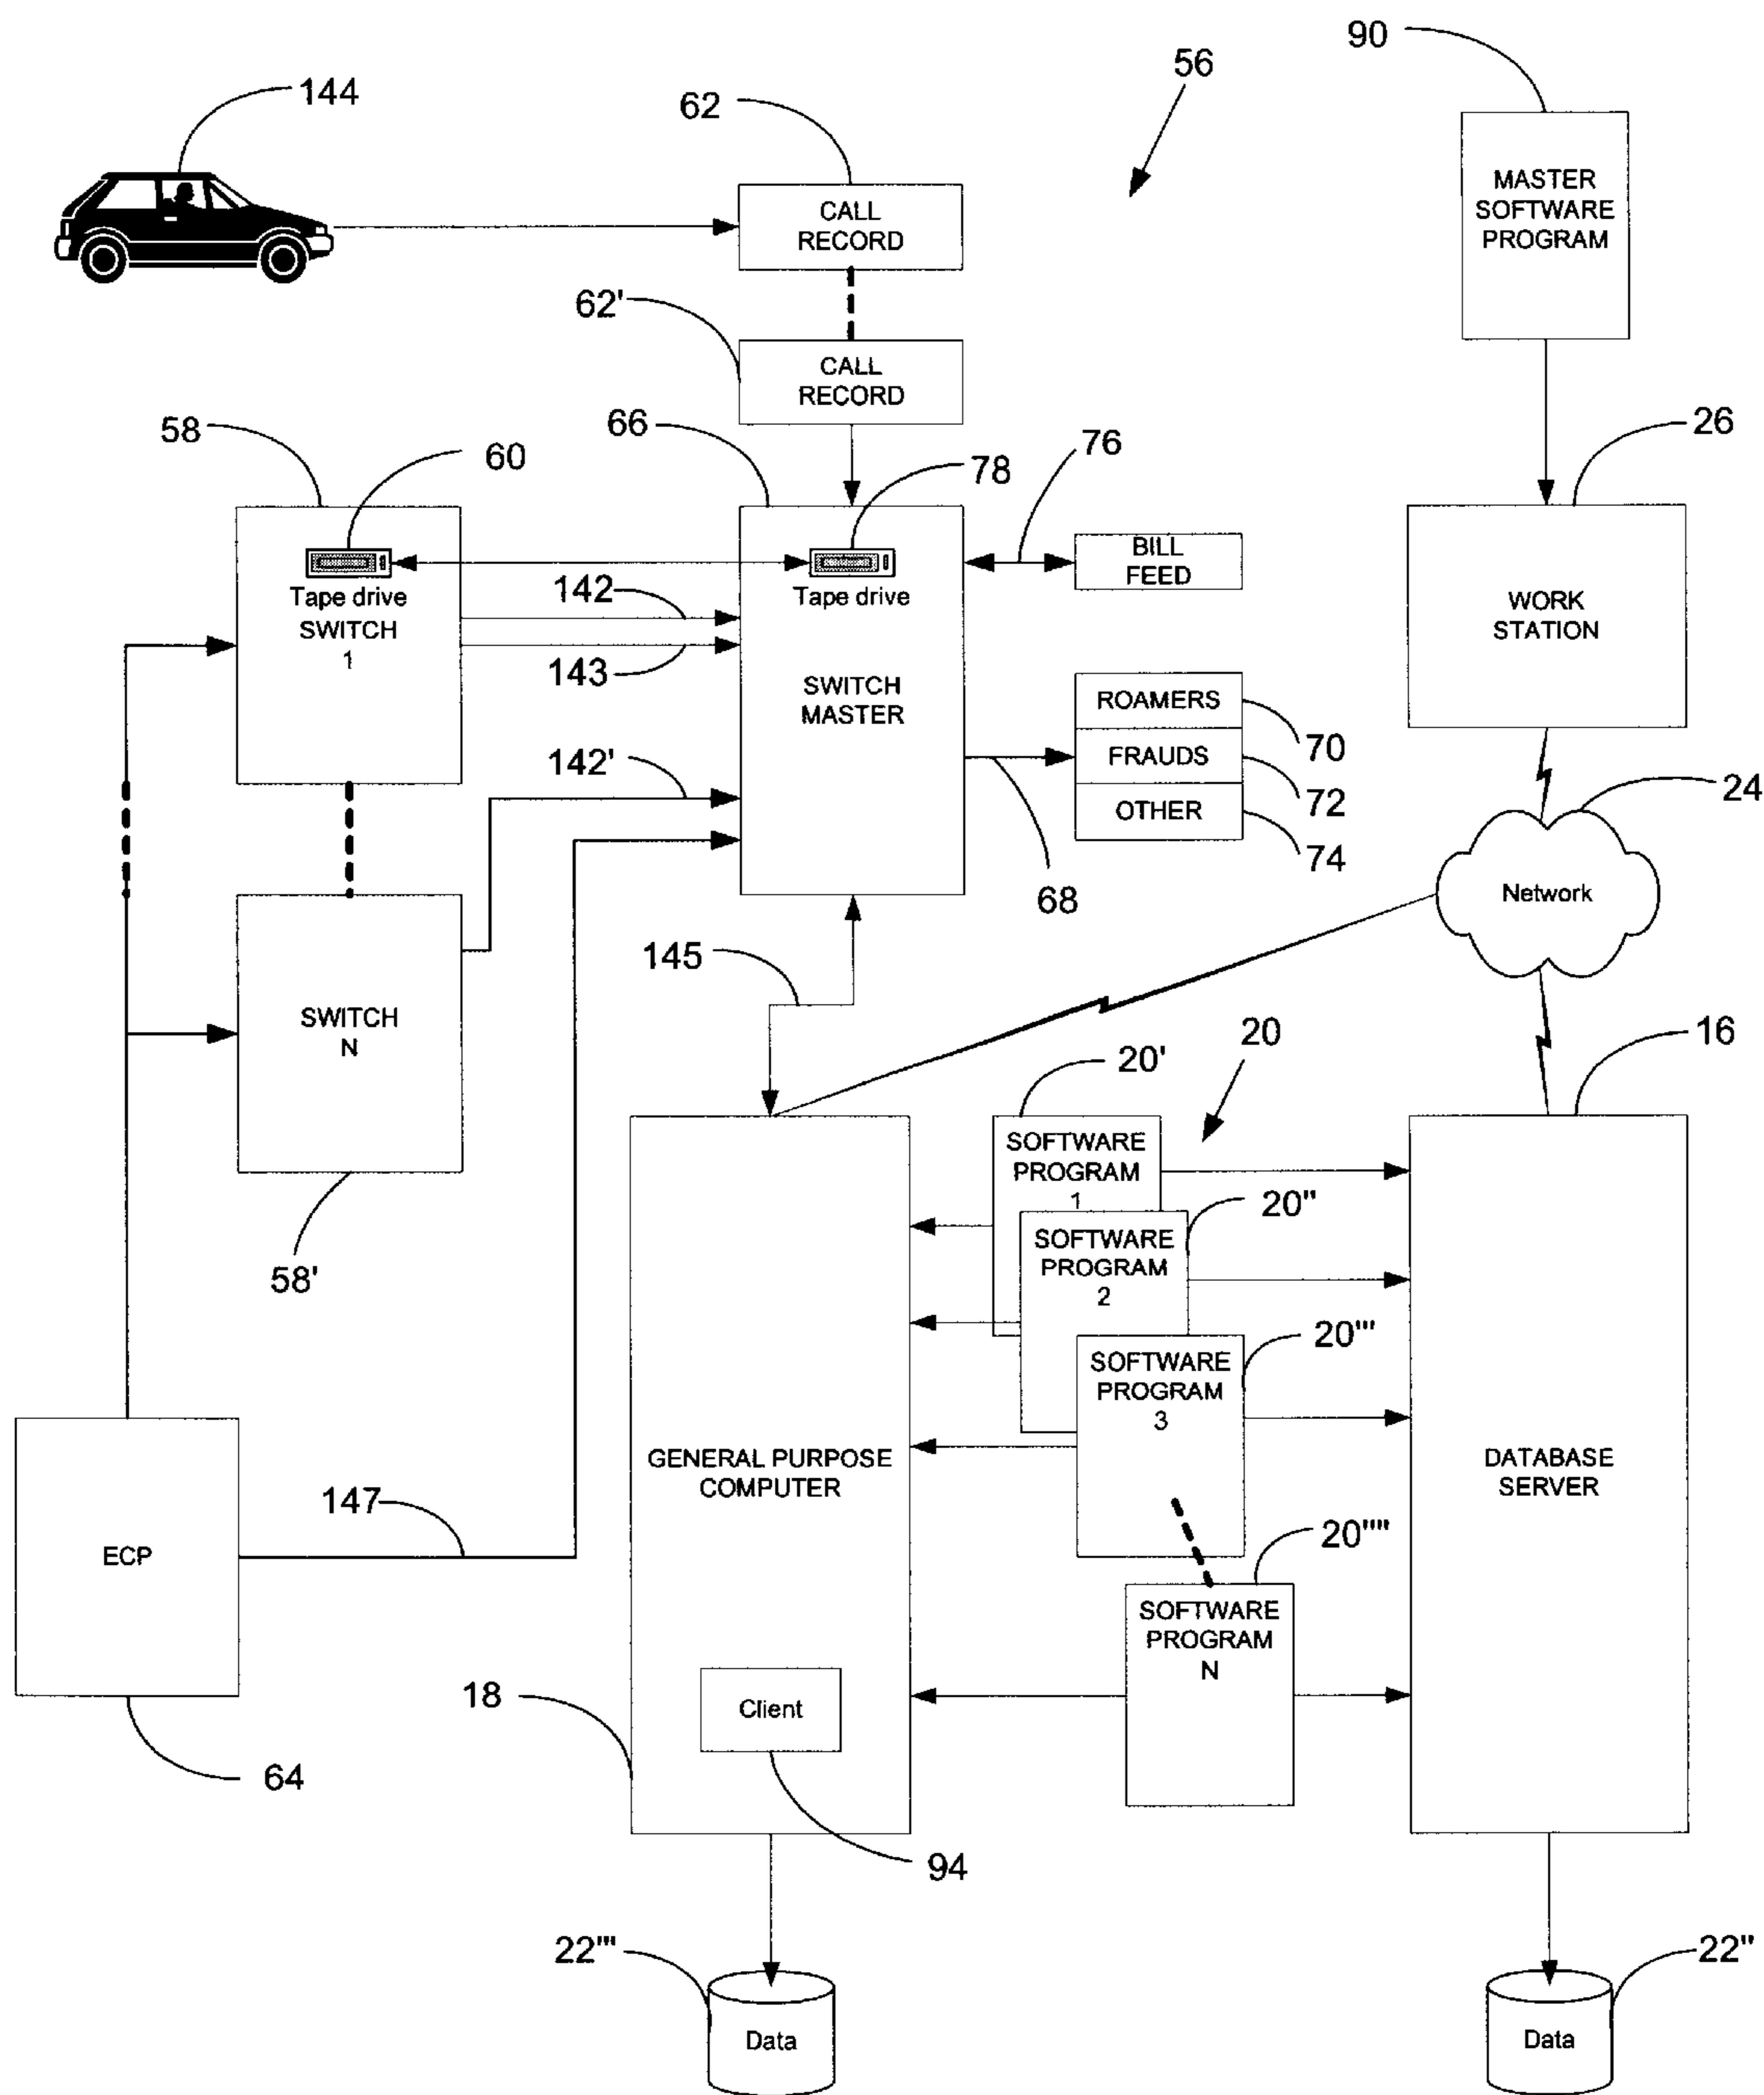 90
56
144
62
MASTER
SOFTWARE
PROGRAM
CALL
RECORD
62'
CALL
RECORD
58
60
66
78
76
26
Tape drive
SWITCH
1
142
143
Tape drive
SWITCH
MASTER
BILL
FEED
WORK
STATION
ROAMERS
FRAUDS
OTHER
70
72
74
142'
68
24
Network
145
SWITCH
N
58'
20'
20
16
SOFTWARE
PROGRAM
1
20"
SOFTWARE
PROGRAM
2
20'"
SOFTWARE
PROGRAM
3
GENERAL PURPOSE
COMPUTER
DATABASE
SERVER
147
ECP
20""
SOFTWARE
PROGRAM
N
18
Client
64
94
22'"
Data
22"
Data